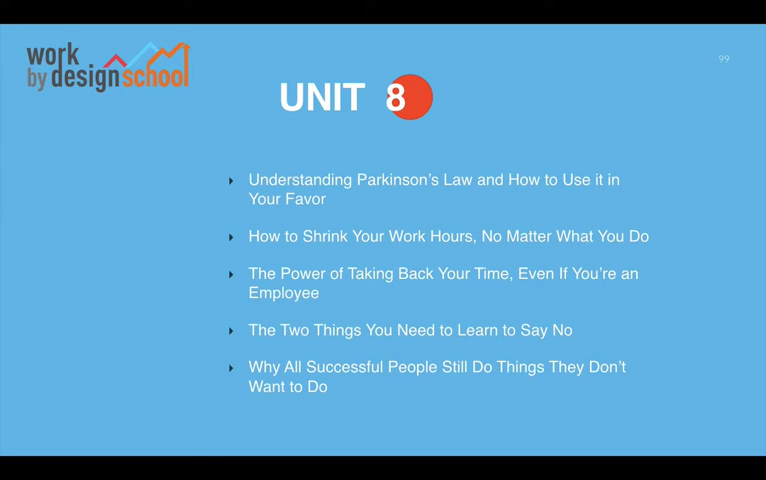 work
by design school
99
UNIT 8
Understanding Parkinson's Law and How to Use it in
Your Favor
How to Shrink Your Work Hours, No Matter What You Do
The Power of Taking Back Your Time, Even If You're an
Employee
The Two Things You Need to Learn to Say No
Why All Successful People Still Do Things They Don't
Want to Do